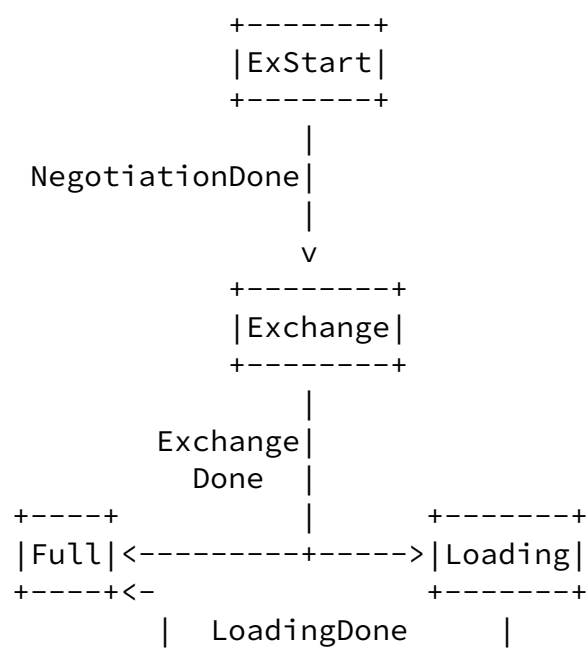 +-------+
|ExStart|
+-------+
|
NegotiationDone|
|
v
+--------+
|Exchange|
+--------+
|
Exchange|
Done |
+----+ | +-------+
|Full|<---------+----->|Loading|
+----+<- +-------+
| LoadingDone |